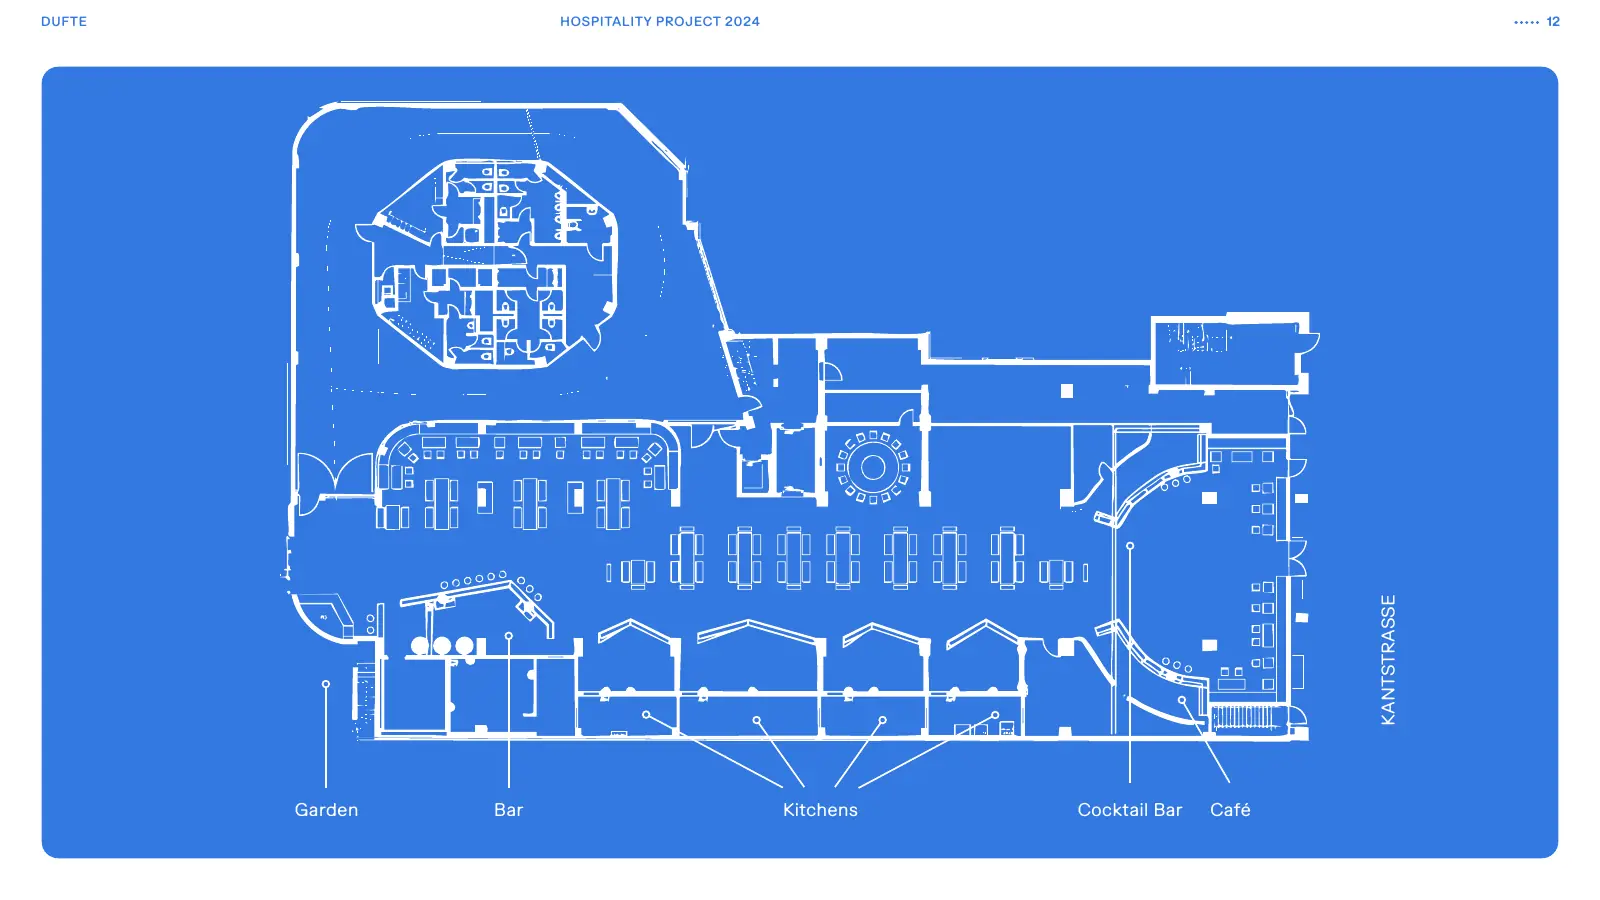 DUFTE
HOSPITALITY PROJECT 2024
••••• 12
KANTSTRASSE
Garden
Bar
Kitchens
Cocktail Bar
Café